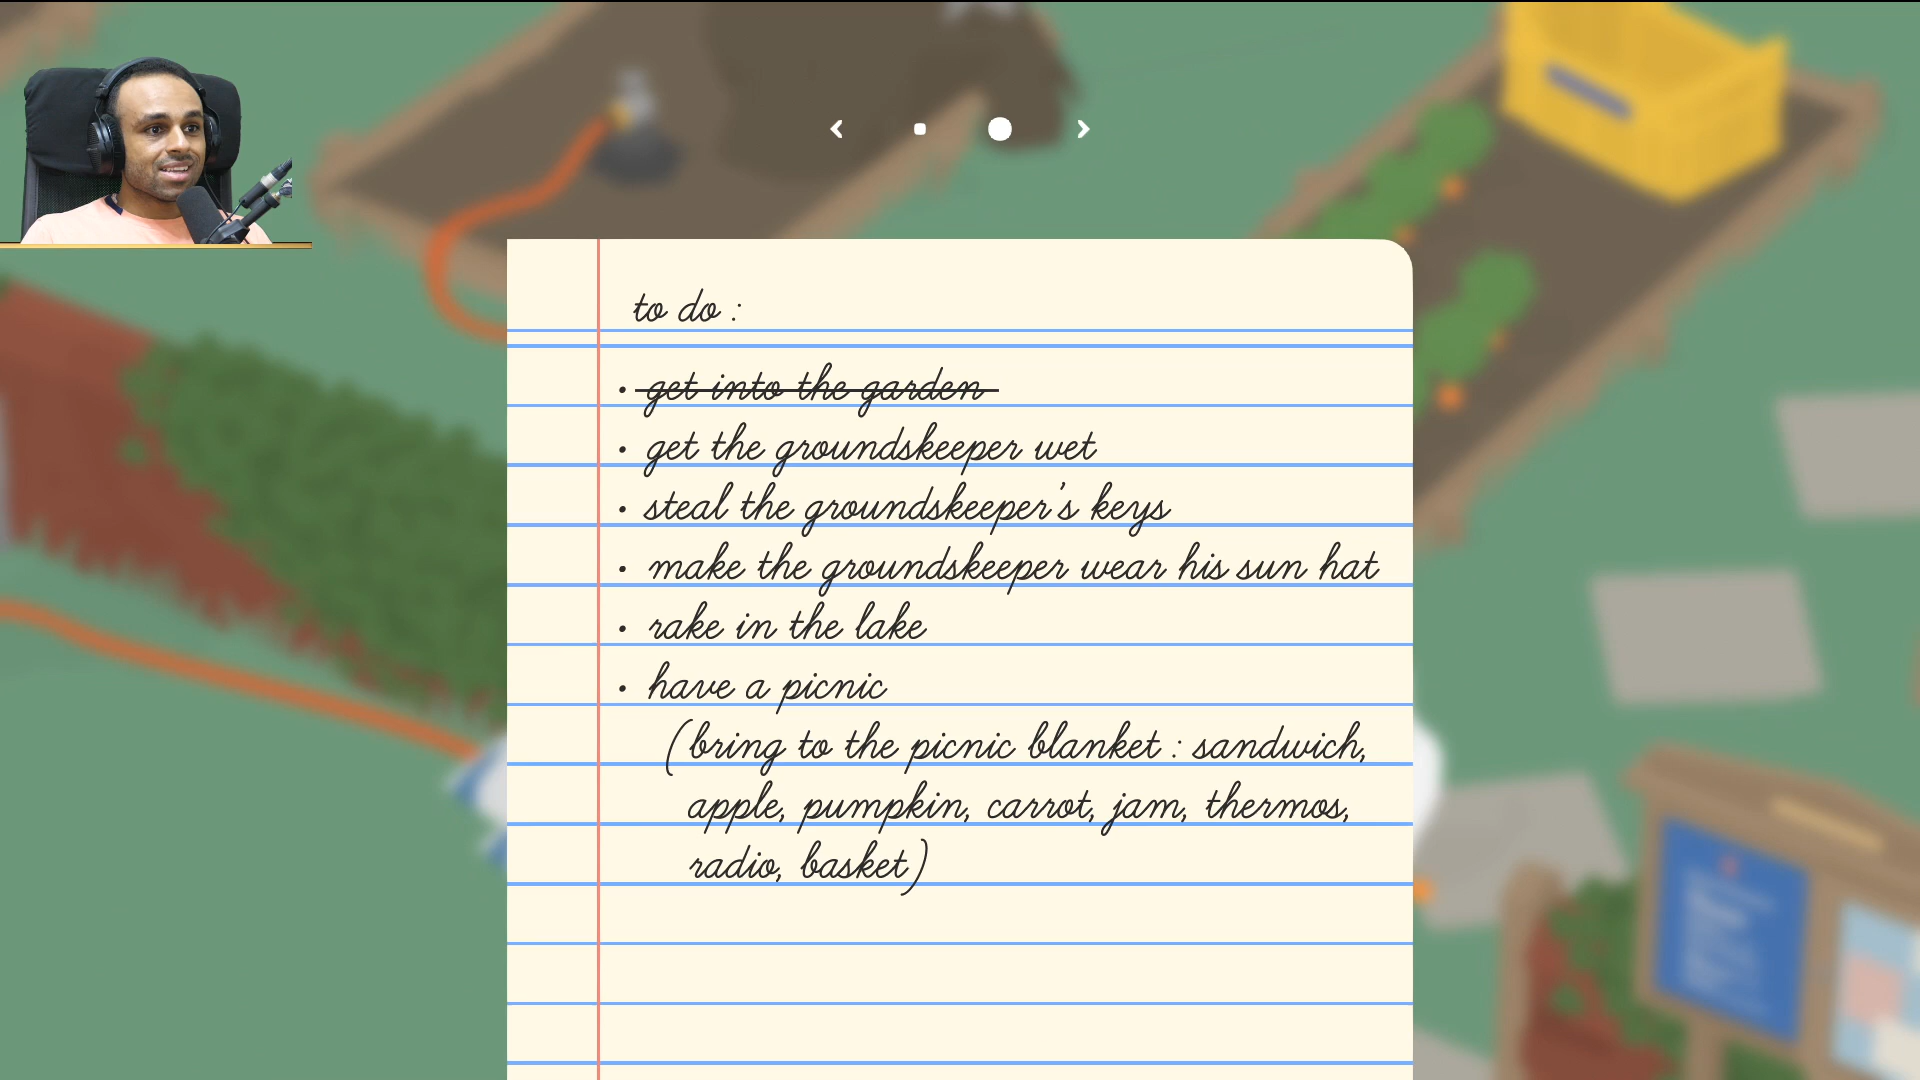 to do :
• get into the garden
• get the groundskeeper wet
• steal the groundskeeper's keys
• make the groundskeeper wear his sun hat
• rake in the lake
• have a picnic
(bring to the picnic blanket : sandwich,
apple, pumpkin, carrot, jam, thermos,
radio, basket)